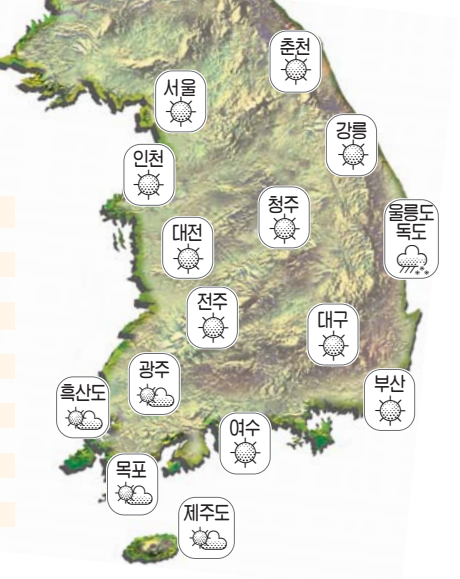 춘천
서울
강릉
인천
청주
울릉도
독도
대전
전주
대구
광주
부산
흑산도
여수
목포
제주도